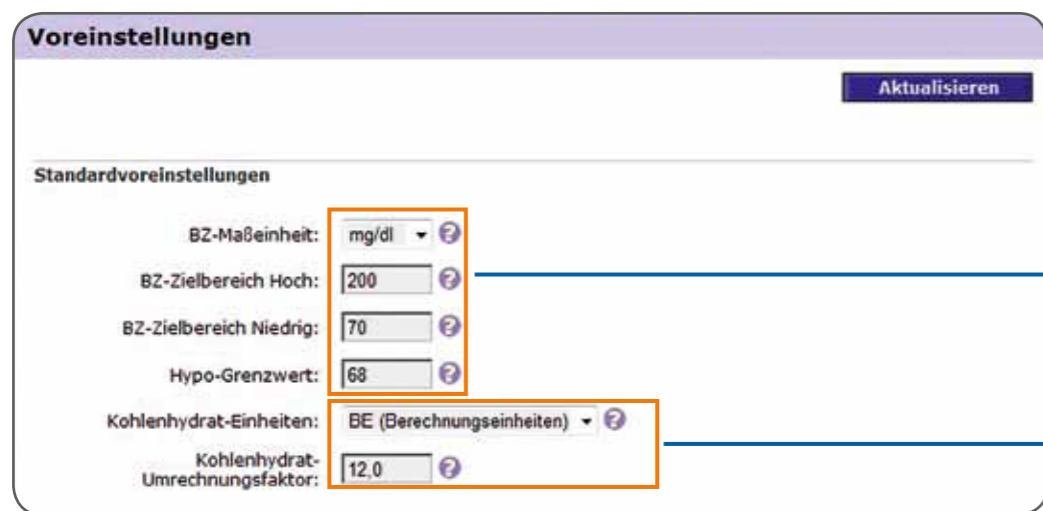 Voreinstellungen
Aktualisieren
Standardvoreinstellungen
BZ-Maßeinheit: mg/dl
BZ-Zielbereich Hoch: 200
BZ-Zielbereich Niedrig: 70
Hypo-Grenzwert: 68
Kohlenhydrat-Einheiten: BE (Berechnungseinheiten)
Kohlenhydrat-
Umrechnungsfaktor: 12,0